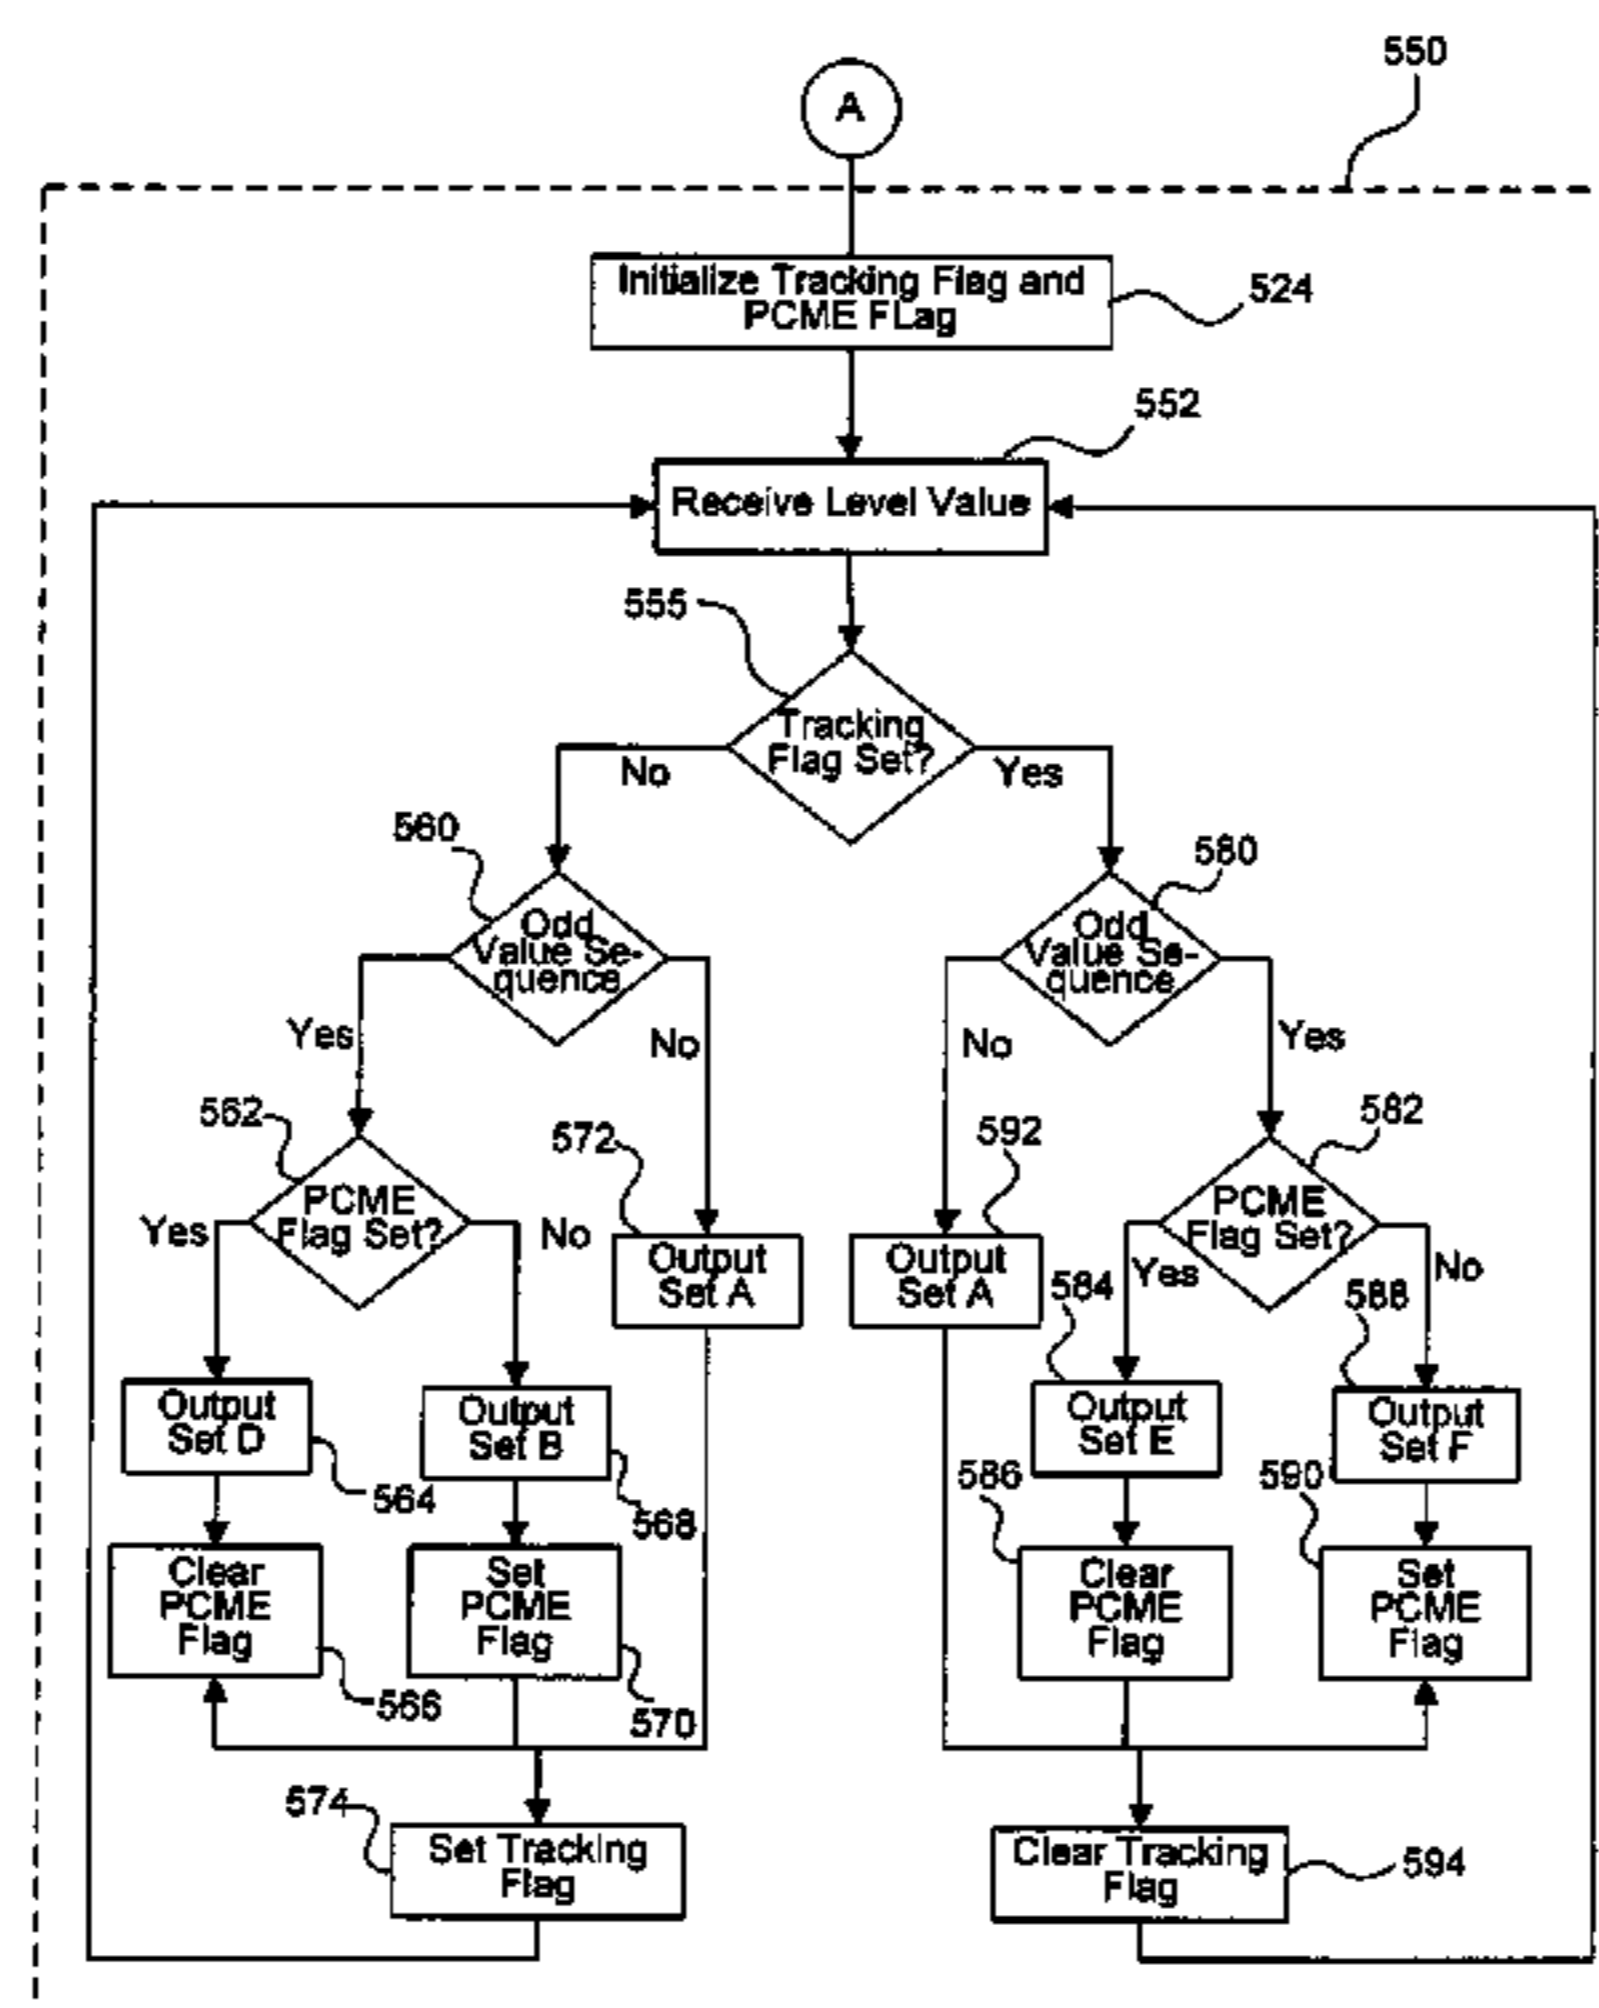 550
A
Initialize Tracking Flag and
PCME FLag
524
552
Receive Level Value
555
Tracking
Flag Set?
No
Yes
560
580
Odd
Value Se-
quence
Odd
Value Se-
quence
Yes
No
No
Yes
562
572
592
582
PCME
Flag Set?
Yes
No
Output
Set A
Output
Set A
PCME
Flag Set?
Yes
No
584
588
Output
Set D
Output
Set B
Output
Set E
Output
Set F
564
568
586
590
Clear
PCME
Flag
Set
PCME
Flag
Clear
PCME
Flag
Set
PCME
Flag
566
570
574
Set Tracking
Flag
Clear Tracking
Flag
594